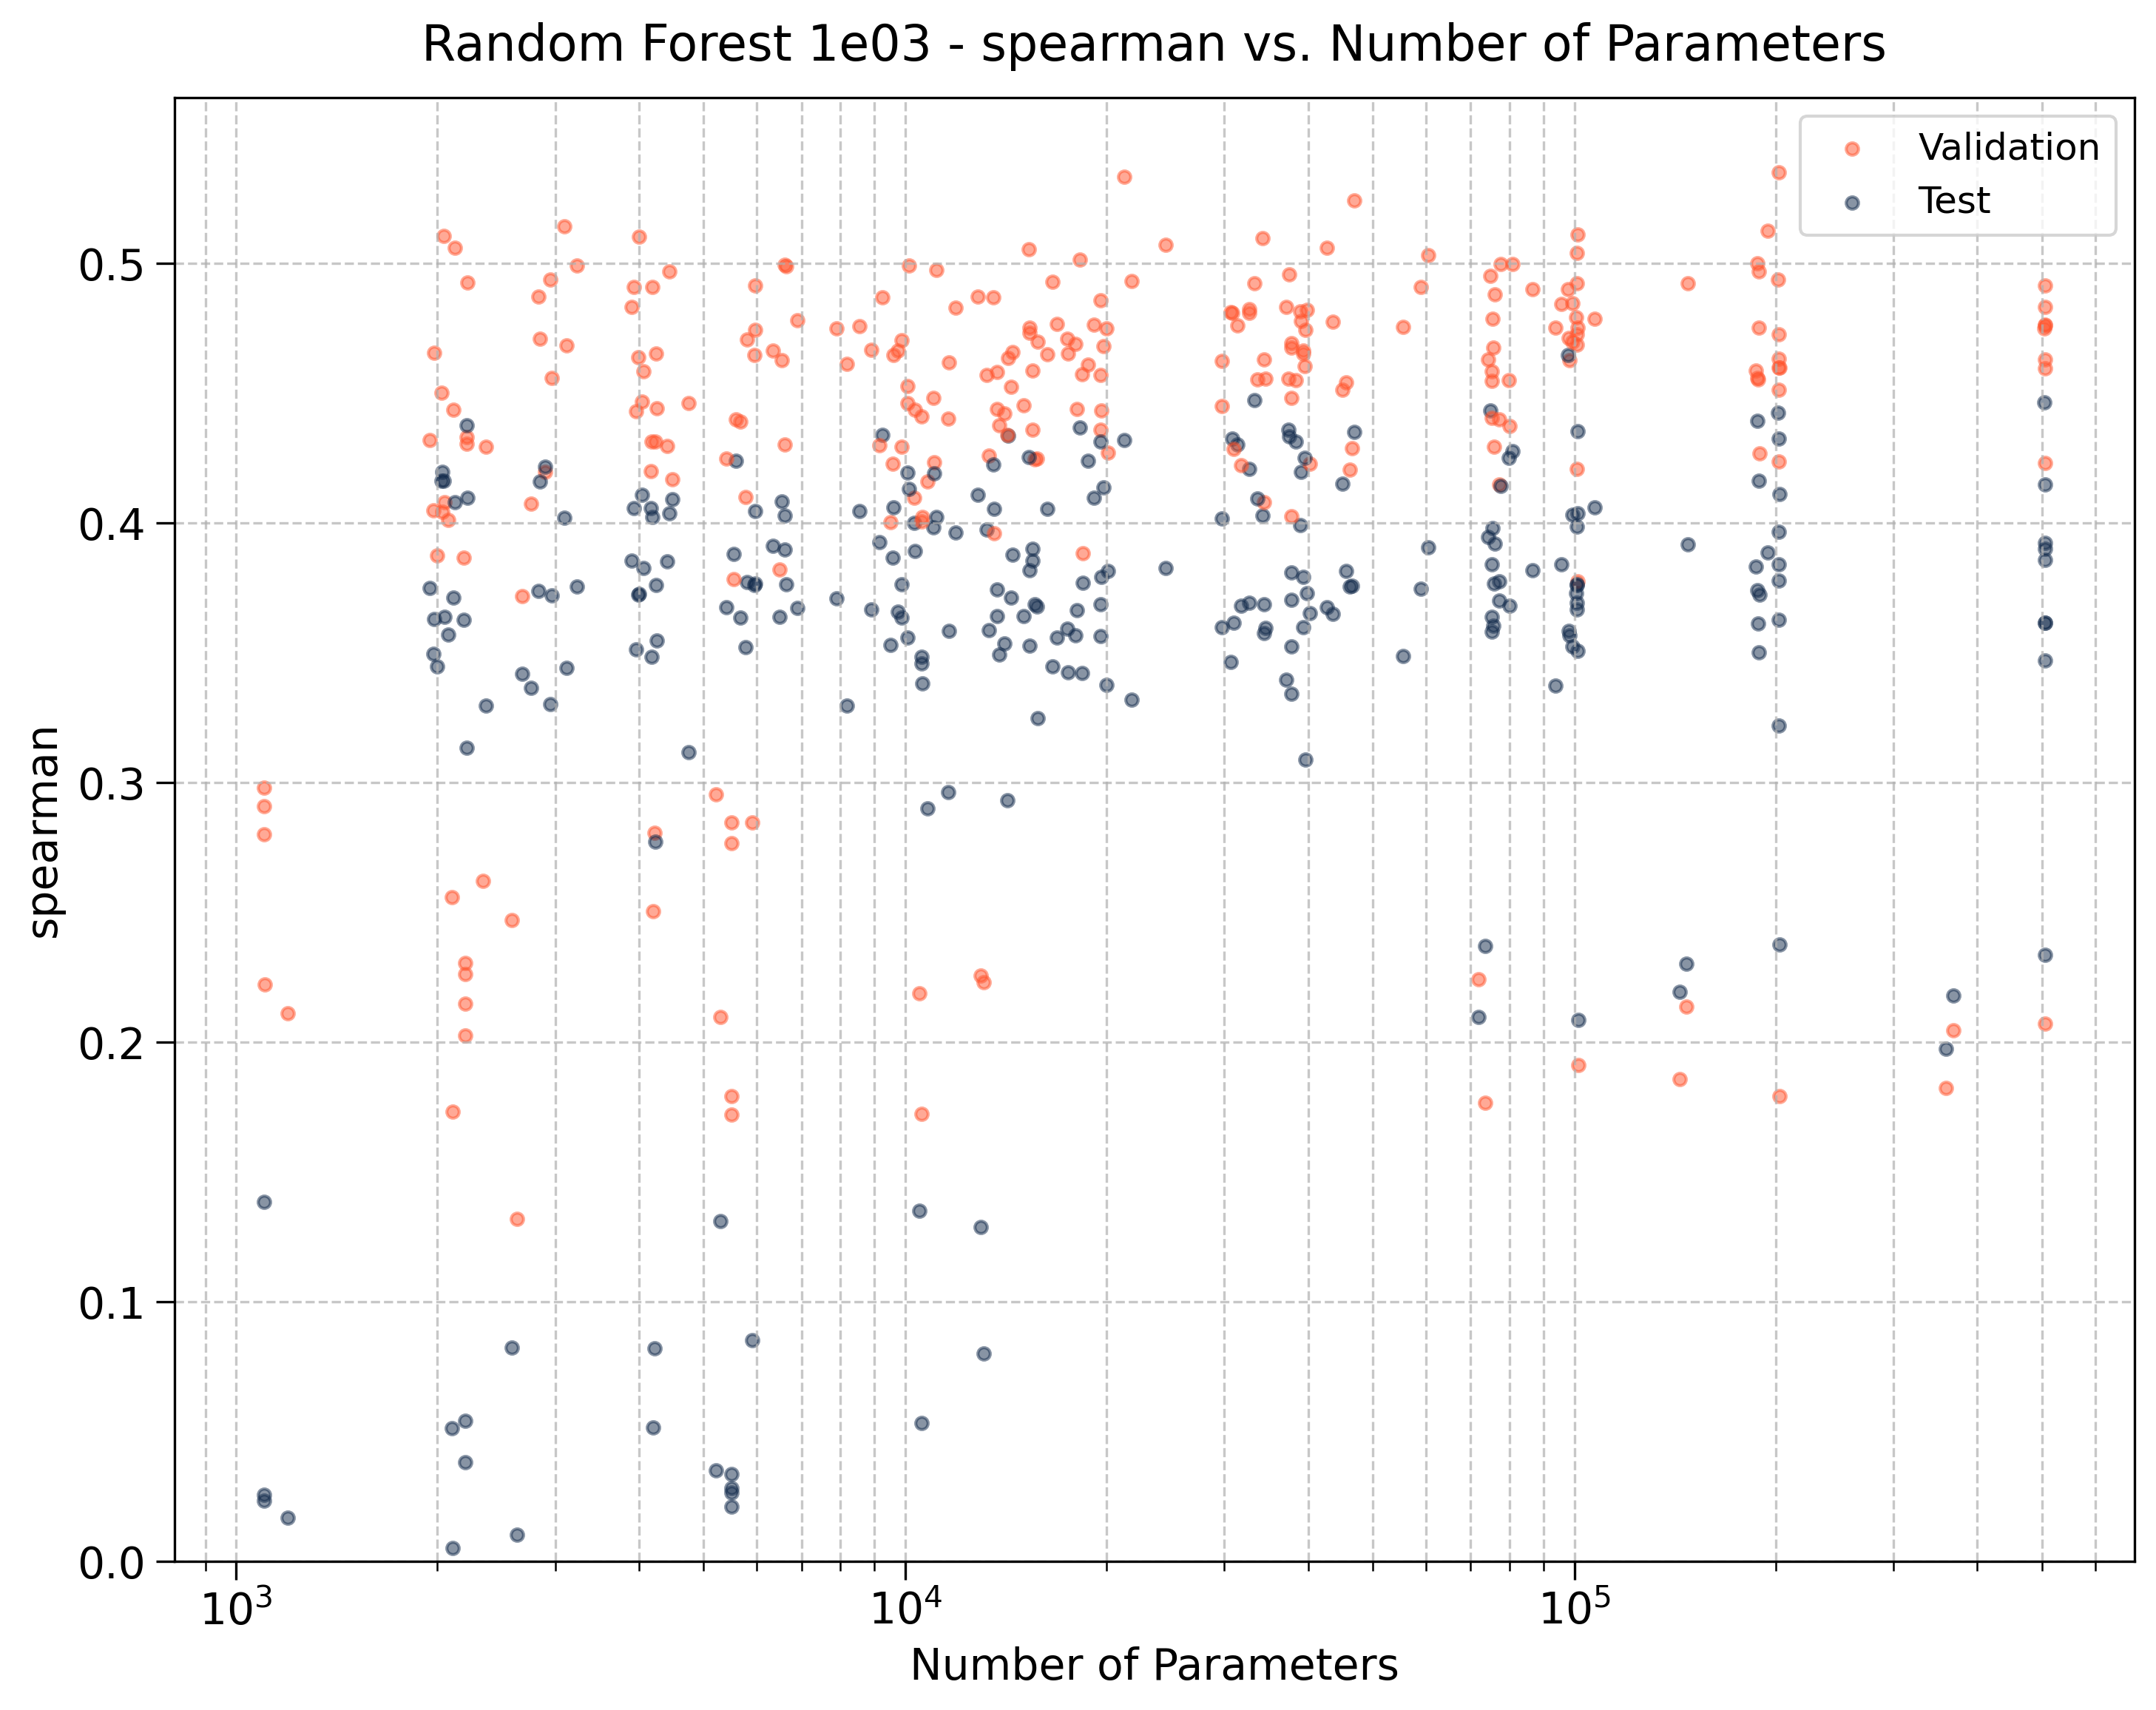 Random Forest 1e03 - spearman vs. Number of Parameters
Validation
Test
spearman
0.5
0.4
0.3
0.2
0.1
0.0
10³
10⁴
10⁵
Number of Parameters